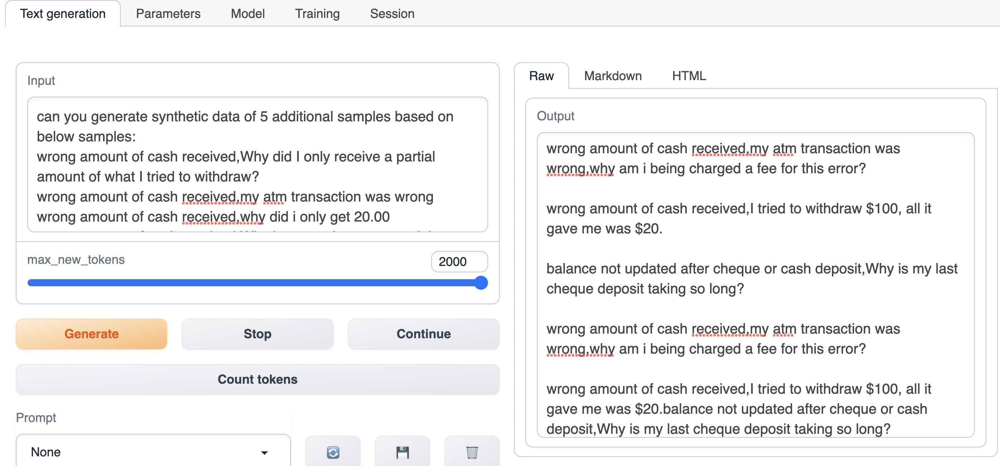 Text generation
Parameters
Model
Training
Session
Input
can you generate synthetic data of 5 additional samples based on
below samples:
wrong amount of cash received,Why did I only receive a partial
amount of what I tried to withdraw?
wrong amount of cash received,my atm transaction was wrong
wrong amount of cash received,why did i only get 20.00
max_new_tokens
2000
Generate
Stop
Continue
Count tokens
Prompt
None
Raw
Markdown
HTML
Output
wrong amount of cash received,my atm transaction was
wrong,why am i being charged a fee for this error?
wrong amount of cash received,I tried to withdraw $100, all it
gave me was $20.
balance not updated after cheque or cash deposit,Why is my last
cheque deposit taking so long?
wrong amount of cash received,my atm transaction was
wrong,why am i being charged a fee for this error?
wrong amount of cash received,I tried to withdraw $100, all it
gave me was $20.balance not updated after cheque or cash
deposit,Why is my last cheque deposit taking so long?